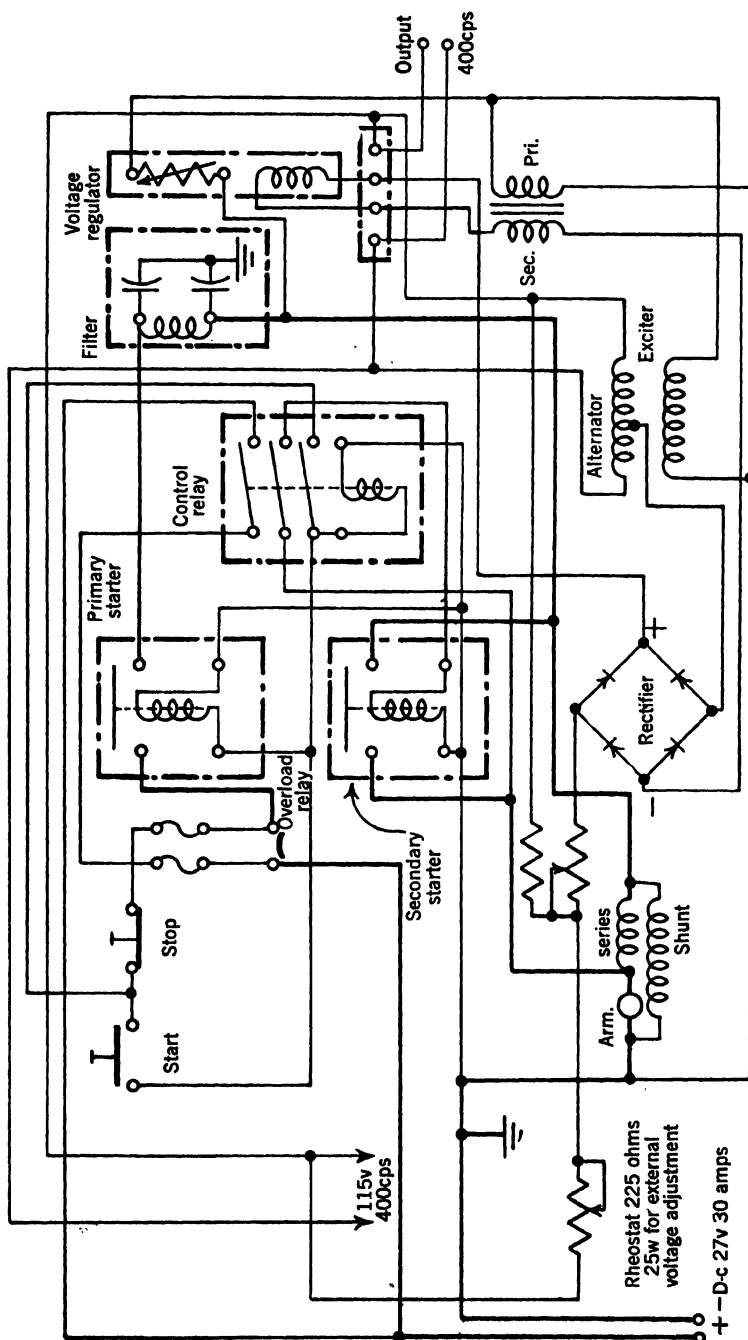 Output
400cps
Voltage
regulator
Pri.
Sec.
Filter
Exciter
Alternator
Control
relay
Primary
starter
+
Rectifier
−
Overload
relay
Secondary
starter
Stop
Start
series
Shunt
Arm.
115v
400cps
Rheostat 225 ohms
25w for external
voltage adjustment
+ − D-c 27v 30 amps